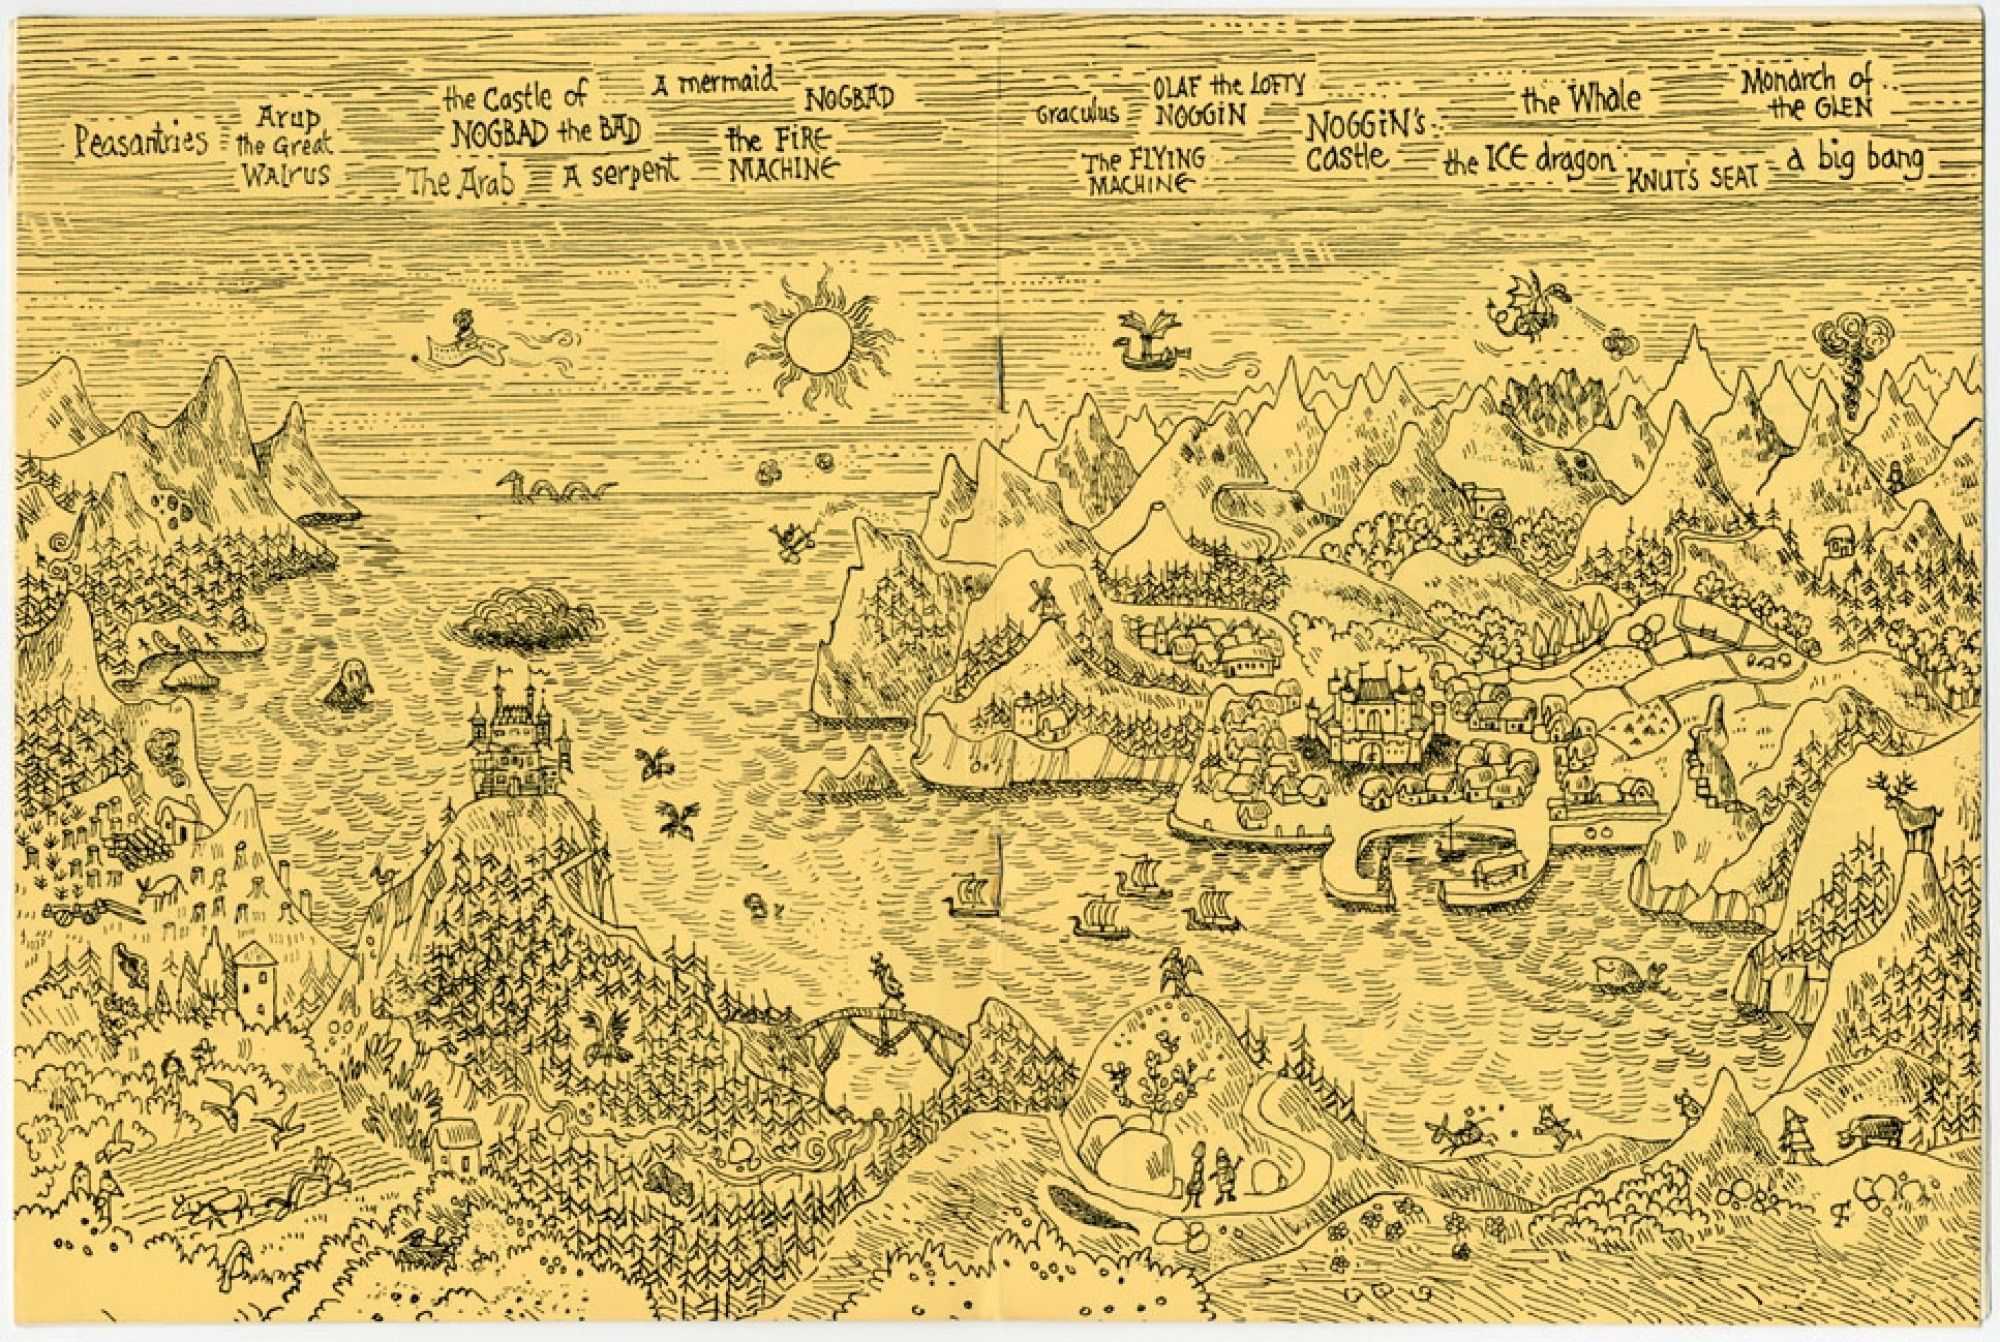 Peasantries
Arup
the Great
Walrus
the Castle of
NOGBAD the BAD
The Arab
A mermaid
A serpent
NOGBAD
the FIRE
MACHINE
Graculus
OLAF the LOFTY
NOGGIN
The FLYING
MACHINE
NOGGIN'S
Castle
the Whale
the ICE dragon
KNUT'S SEAT
Monarch of
the GLEN
a big bang